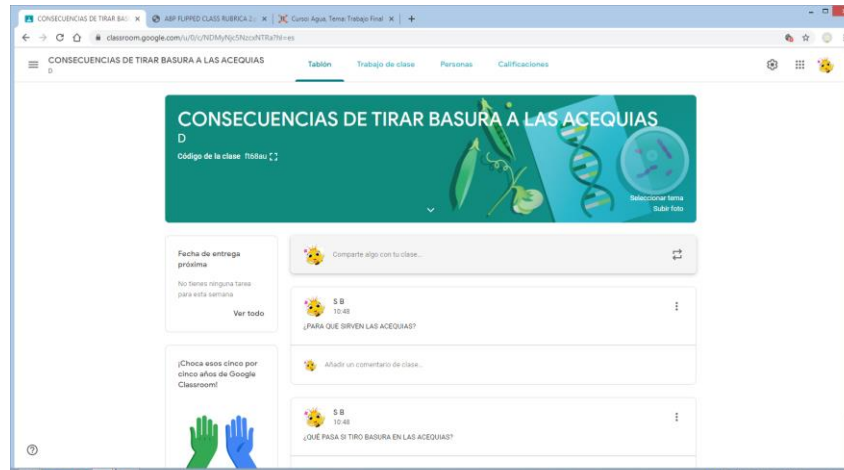 CONSECUENCIAS DE TIRAR BAS
ABP FLIPPED CLASS RUBRICA 2
Curso: Agua, Tema: Trabajo Final
CONSECUENCIAS DE TIRAR BASURA A LAS ACEQUIAS
D
Tablón
Trabajo de clase
Personas
Calificaciones
CONSECUENCIAS DE TIRAR BASURA A LAS ACEQUIAS
D
Código de la clase
Seleccionar tema
Subir foto
Fecha de entrega
próxima
No tienes ninguna tarea
para esta semana
Ver todo
Comparte algo con tu clase...
S B
10:48
¿PARA QUE SIRVEN LAS ACEQUIAS?
Añadir un comentario de clase...
¡Choca esos cinco por
cinco años de Google
Classroom!
S B
10:48
¿QUÉ PASA SI TIRO BASURA EN LAS ACEQUIAS?